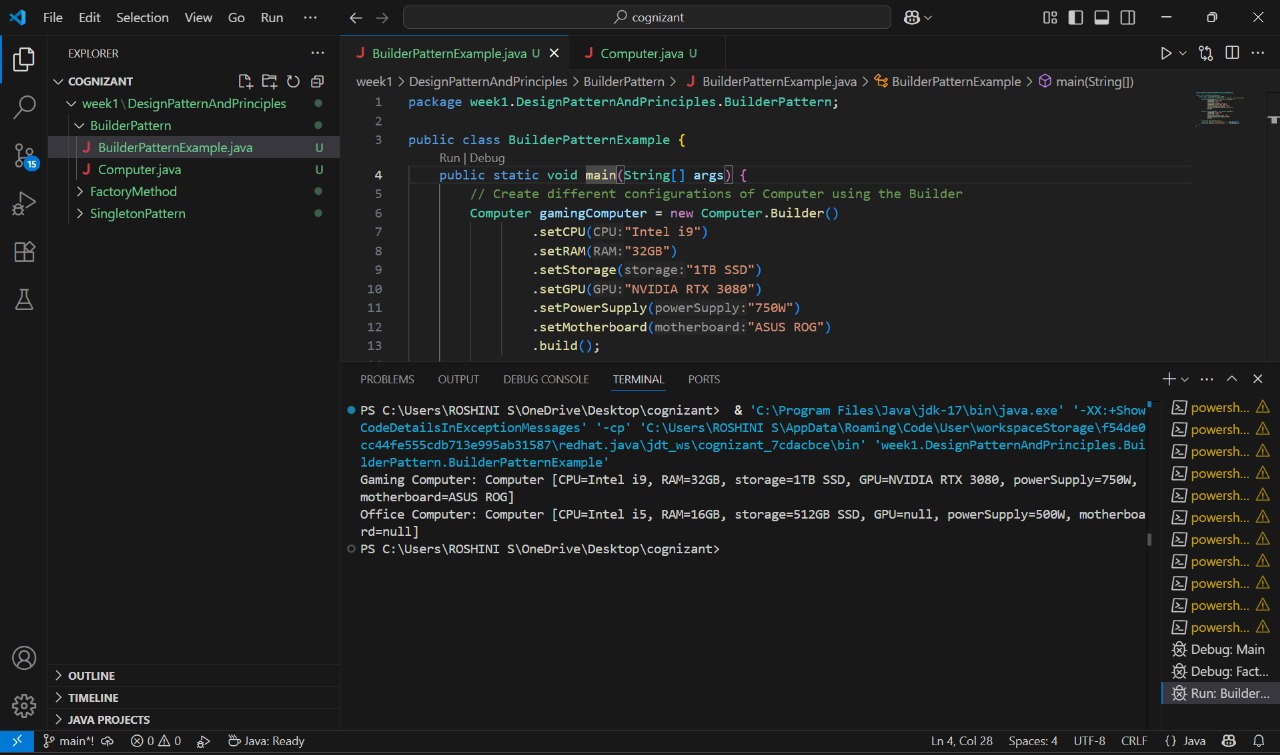 File Edit Selection View Go Run ··· cognizant
EXPLORER ···
COGNIZANT
week1\DesignPatternAndPrinciples
BuilderPattern
J BuilderPatternExample.java U
J Computer.java U
FactoryMethod
SingletonPattern
15
OUTLINE
TIMELINE
JAVA PROJECTS
J BuilderPatternExample.java U J Computer.java U
week1 > DesignPatternAndPrinciples > BuilderPattern > J BuilderPatternExample.java > BuilderPatternExample > main(String[])
1 package week1.DesignPatternAndPrinciples.BuilderPattern;
2
3 public class BuilderPatternExample {
Run | Debug
4 public static void main(String[] args) {
5 // Create different configurations of Computer using the Builder
6 Computer gamingComputer = new Computer.Builder()
7 .setCPU(CPU:"Intel i9")
8 .setRAM(RAM:"32GB")
9 .setStorage(storage:"1TB SSD")
10 .setGPU(GPU:"NVIDIA RTX 3080")
11 .setPowerSupply(powerSupply:"750W")
12 .setMotherboard(motherboard:"ASUS ROG")
13 .build();
PROBLEMS OUTPUT DEBUG CONSOLE TERMINAL PORTS
PS C:\Users\ROSHINI S\OneDrive\Desktop\cognizant> & 'C:\Program Files\Java\jdk-17\bin\java.exe' '-XX:+Show
CodeDetailsInExceptionMessages' '-cp' 'C:\Users\ROSHINI S\AppData\Roaming\Code\User\workspaceStorage\f54de0
cc44fe555cdb713e995ab31587\redhat.java\jdt_ws\cognizant_7cdacbce\bin' 'week1.DesignPatternAndPrinciples.Bui
lderPattern.BuilderPatternExample'
Gaming Computer: Computer [CPU=Intel i9, RAM=32GB, storage=1TB SSD, GPU=NVIDIA RTX 3080, powerSupply=750W,
motherboard=ASUS ROG]
Office Computer: Computer [CPU=Intel i5, RAM=16GB, storage=512GB SSD, GPU=null, powerSupply=500W, motherboa
rd=null]
PS C:\Users\ROSHINI S\OneDrive\Desktop\cognizant>
powersh...
powersh...
powersh...
powersh...
powersh...
powersh...
powersh...
powersh...
powersh...
powersh...
powersh...
Debug: Main
Debug: Fact...
Run: Builder...
main*! 0 0 Java: Ready Ln 4, Col 28 Spaces: 4 UTF-8 CRLF {} Java